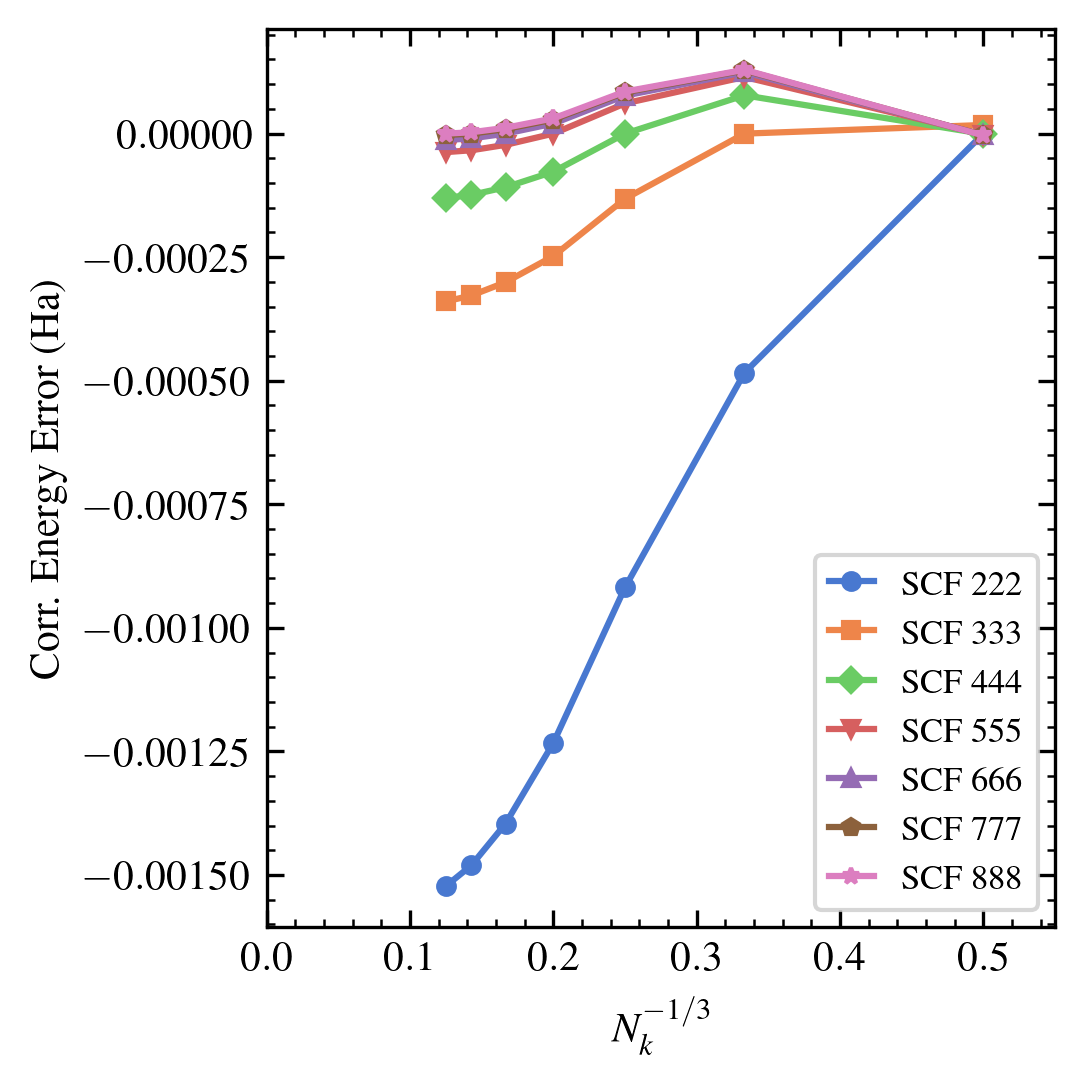 Corr. Energy Error (Ha)
0.00000
−0.00025
−0.00050
−0.00075
−0.00100
−0.00125
−0.00150
SCF 222
SCF 333
SCF 444
SCF 555
SCF 666
SCF 777
SCF 888
0.0 0.1 0.2 0.3 0.4 0.5
N_k^{−1/3}